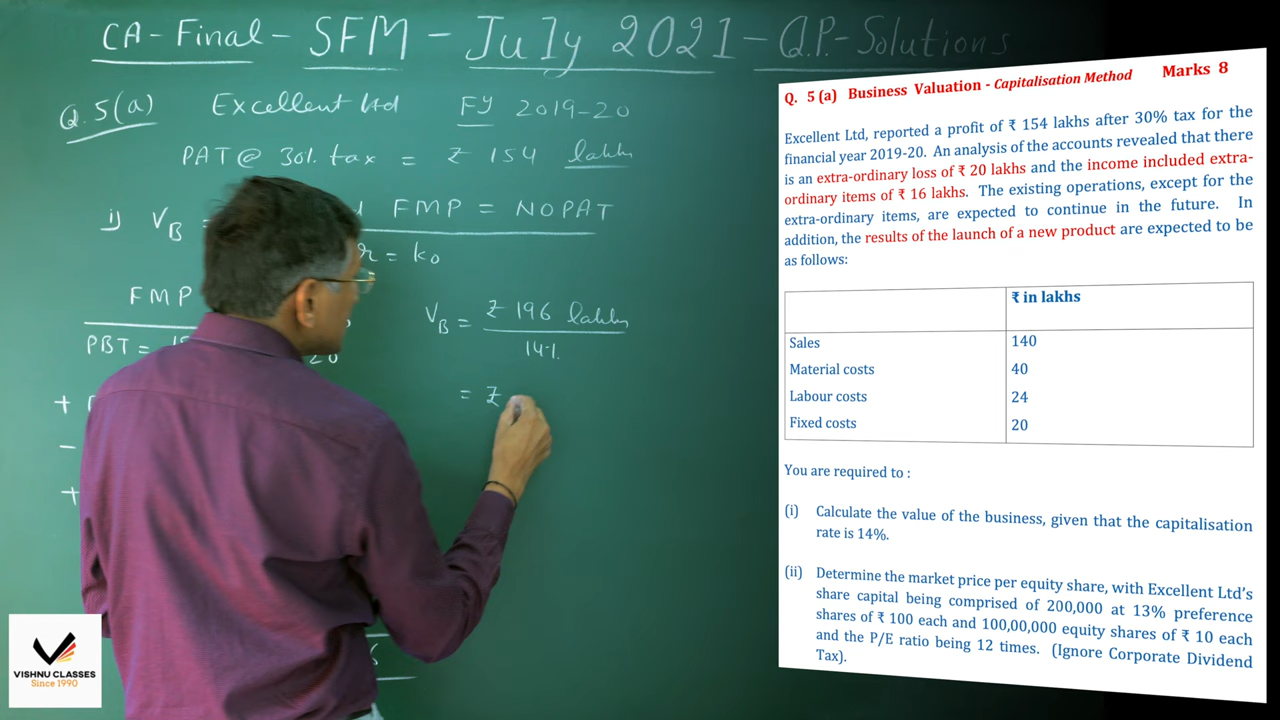 CA-Final - SFM - July 2021 - Q.P.-Solutions
Q.5(a) Excellent Ltd FY 2019-20
PAT @ 30% tax = ₹ 154 lakhs
i) VB = FMP = NOPAT
r = k0
FMP
PBT =
20
+
-
+
VB = ₹ 196 lakhs
14%
= ₹
VISHNU CLASSES
Since 1990
Q. 5 (a) Business Valuation - Capitalisation Method Marks 8
Excellent Ltd, reported a profit of ₹ 154 lakhs after 30% tax for the
financial year 2019-20. An analysis of the accounts revealed that there
is an extra-ordinary loss of ₹ 20 lakhs and the income included extra-
ordinary items of ₹ 16 lakhs. The existing operations, except for the
extra-ordinary items, are expected to continue in the future. In
addition, the results of the launch of a new product are expected to be
as follows:
₹ in lakhs
Sales 140
Material costs 40
Labour costs 24
Fixed costs 20
You are required to :
(i) Calculate the value of the business, given that the capitalisation
rate is 14%.
(ii) Determine the market price per equity share, with Excellent Ltd's
share capital being comprised of 200,000 at 13% preference
shares of ₹ 100 each and 100,00,000 equity shares of ₹ 10 each
and the P/E ratio being 12 times. (Ignore Corporate Dividend
Tax).